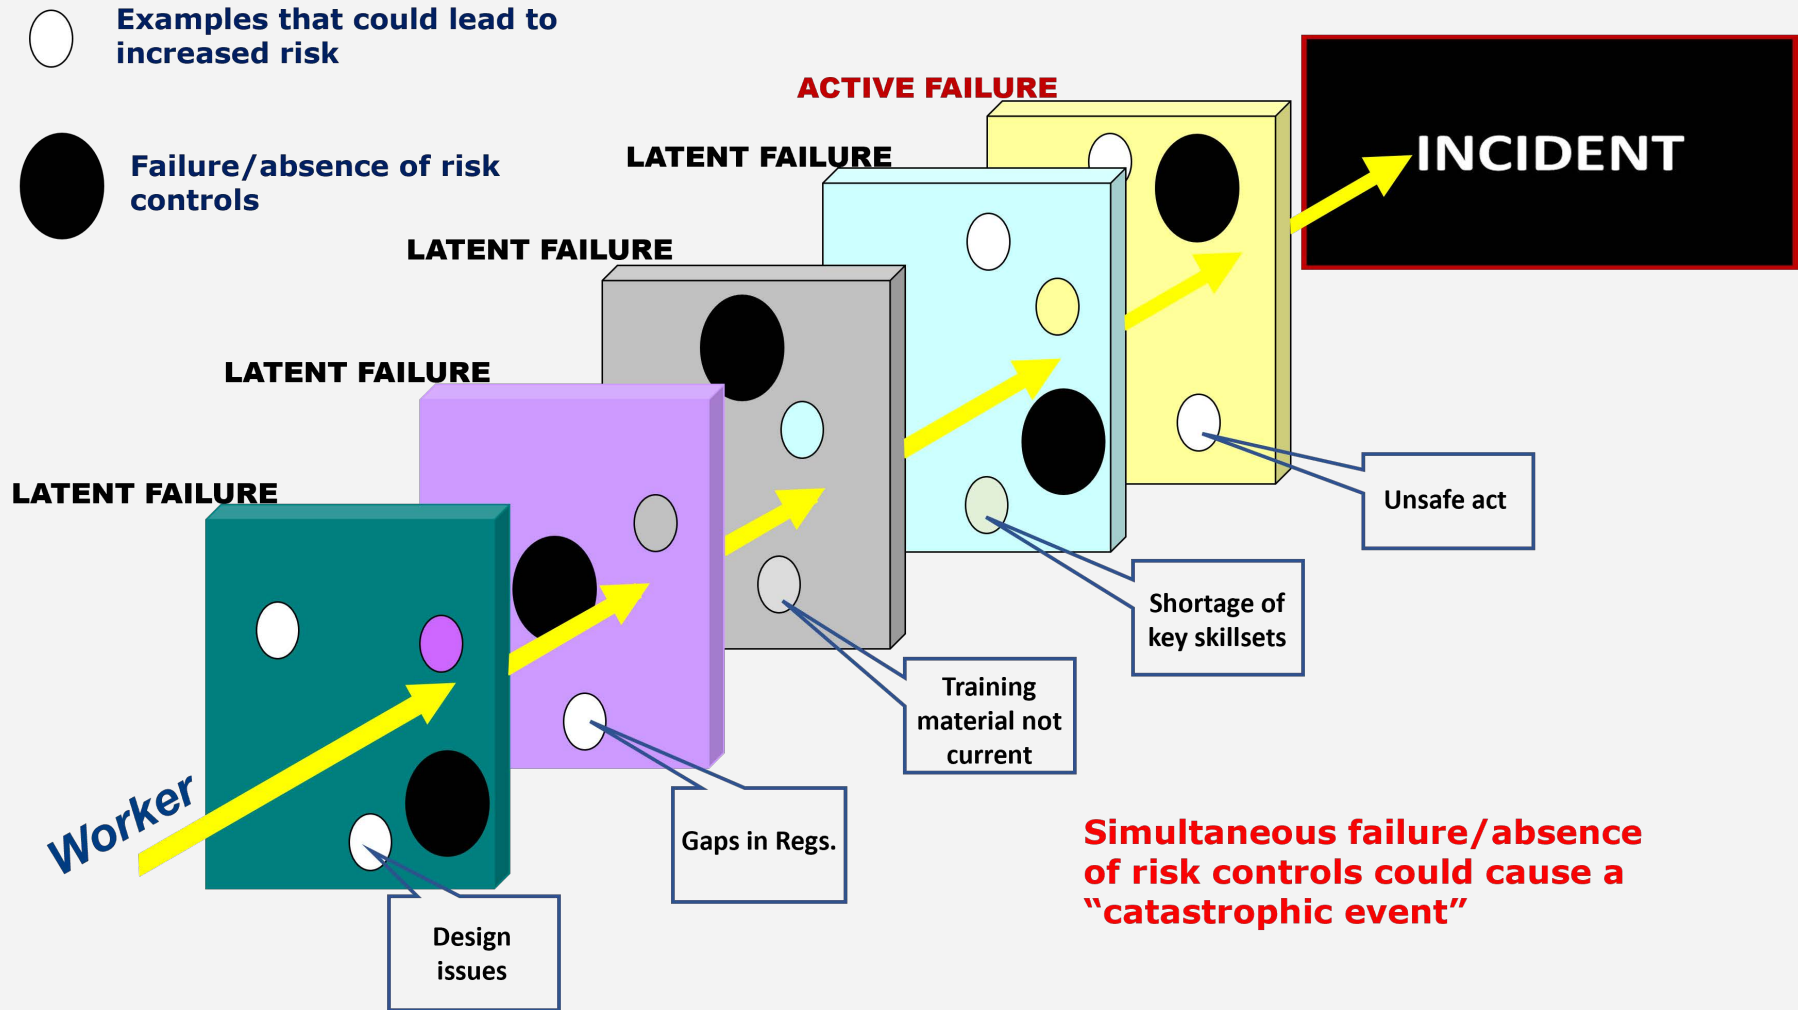 Examples that could lead to
increased risk
Failure/absence of risk
controls
ACTIVE FAILURE
LATENT FAILURE
LATENT FAILURE
LATENT FAILURE
LATENT FAILURE
INCIDENT
Worker
Unsafe act
Shortage of
key skillsets
Training
material not
current
Gaps in Regs.
Design
issues
Simultaneous failure/absence
of risk controls could cause a
“catastrophic event”